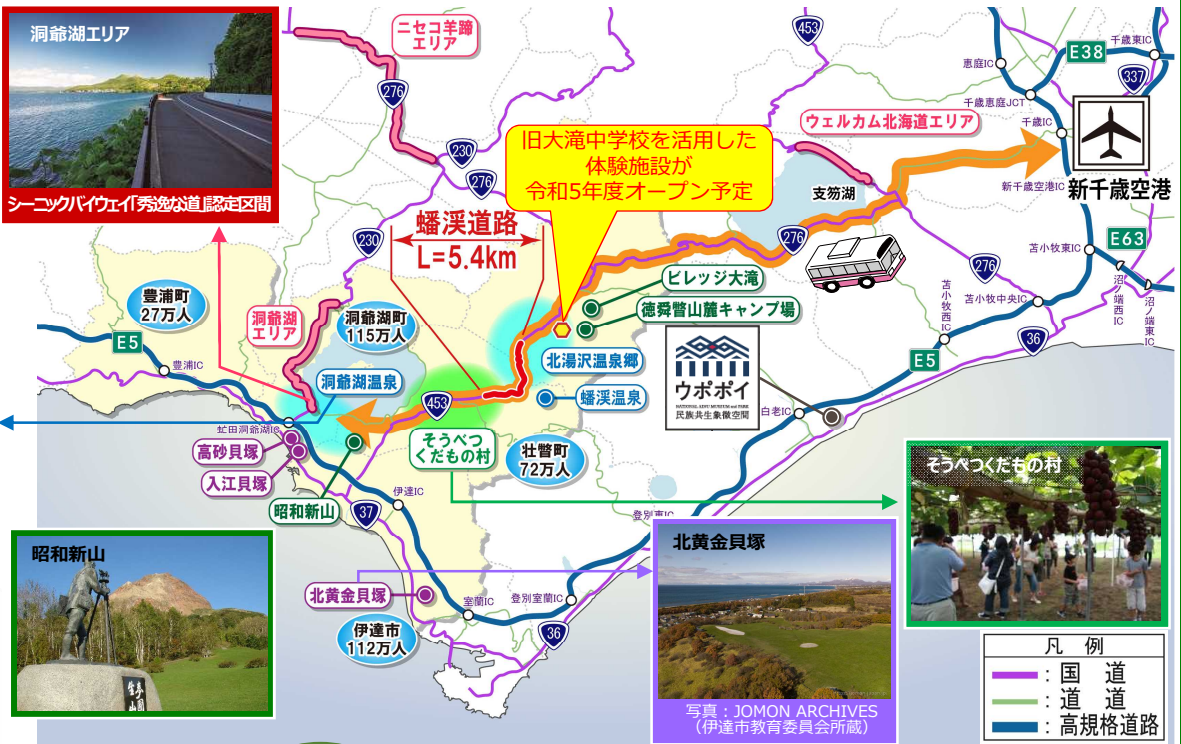 洞爺湖エリア
シーニックバイウェイ「秀逸な道」認定区間
ニセコ羊蹄
エリア
276
230
276
230
453
恵庭IC
千歳恵庭JCT
千歳IC
千歳東IC
E38
337
ウェルカム北海道エリア
新千歳空港IC
新千歳空港
旧大滝中学校を活用した
体験施設が
令和5年度オープン予定
支笏湖
276
276
蟠渓道路
L=5.4km
苫小牧東IC
E63
苫小牧中央IC
苫小牧西IC
沼ノ端西IC
沼ノ端東IC
36
E5
豊浦町
27万人
E5
豊浦IC
洞爺湖
エリア
洞爺湖町
115万人
ビレッジ大滝
徳舜瞥山麓キャンプ場
北湯沢温泉郷
洞爺湖温泉
蟠渓温泉
453
ウポポイ
NATIONAL AINU MUSEUM and PARK
民族共生象徴空間
白老IC
虻田洞爺湖IC
高砂貝塚
入江貝塚
昭和新山
そうべつ
くだもの村
壮瞥町
72万人
そうべつくだもの村
伊達IC
37
登別東IC
昭和新山
北黄金貝塚
室蘭IC
登別室蘭IC
36
伊達市
112万人
北黄金貝塚
写真：JOMON ARCHIVES
（伊達市教育委員会所蔵）
凡　例
：国　道
：道　道
：高規格道路